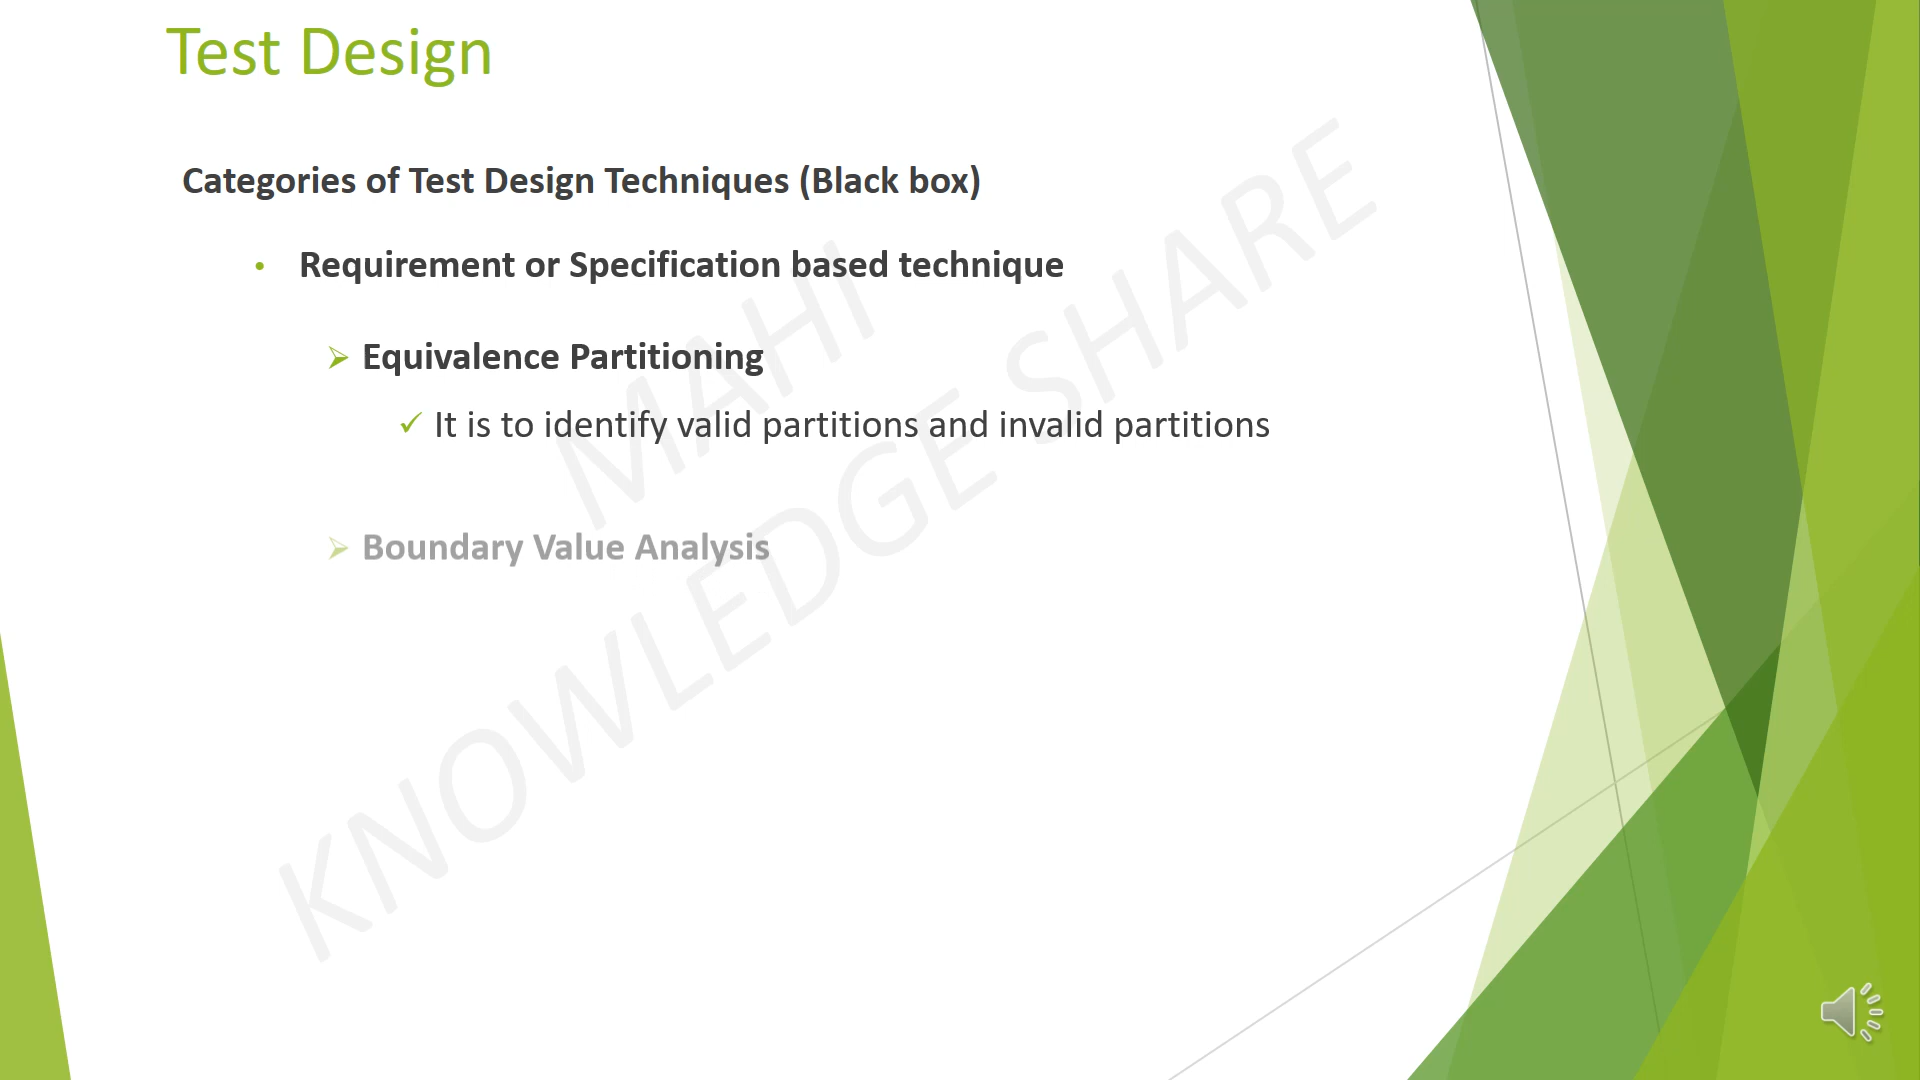 Test Design
Categories of Test Design Techniques (Black box)
• Requirement or Specification based technique
➢ Equivalence Partitioning
✓ It is to identify valid partitions and invalid partitions
➢ Boundary Value Analysis
MAHI
KNOWLEDGE SHARE